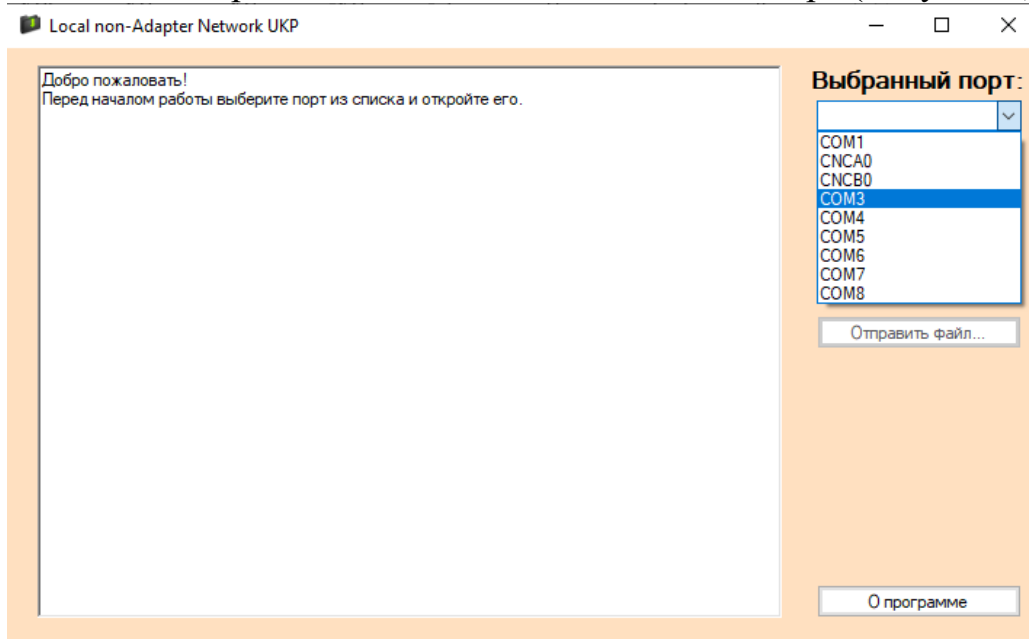 Local non-Adapter Network UKP
Добро пожаловать!
Перед началом работы выберите порт из списка и откройте его.
Выбранный порт:
COM1
CNCA0
CNCB0
COM3
COM4
COM5
COM6
COM7
COM8
Отправить файл...
О программе